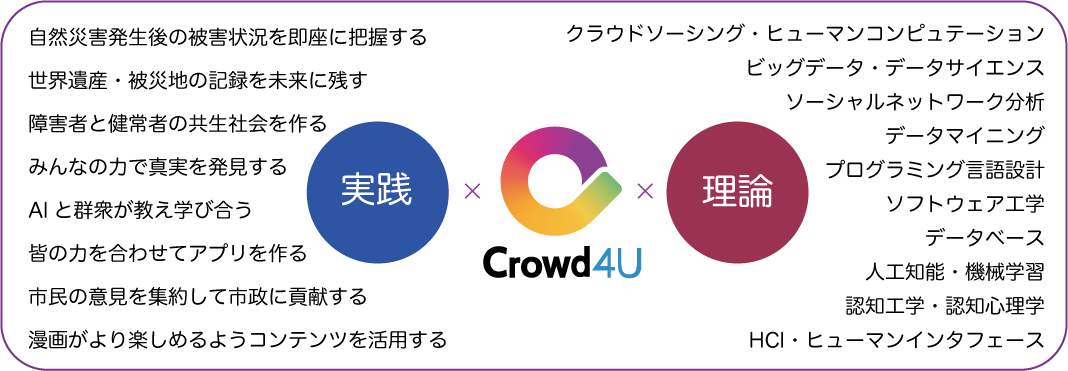 自然災害発生後の被害状況を即座に把握する
世界遺産・被災地の記録を未来に残す
障害者と健常者の共生社会を作る
みんなの力で真実を発見する
AIと群衆が教え学び合う
皆の力を合わせてアプリを作る
市民の意見を集約して市政に貢献する
漫画がより楽しめるようコンテンツを活用する
実践
×
Crowd4U
×
理論
クラウドソーシング・ヒューマンコンピュテーション
ビッグデータ・データサイエンス
ソーシャルネットワーク分析
データマイニング
プログラミング言語設計
ソフトウェア工学
データベース
人工知能・機械学習
認知工学・認知心理学
HCI・ヒューマンインタフェース